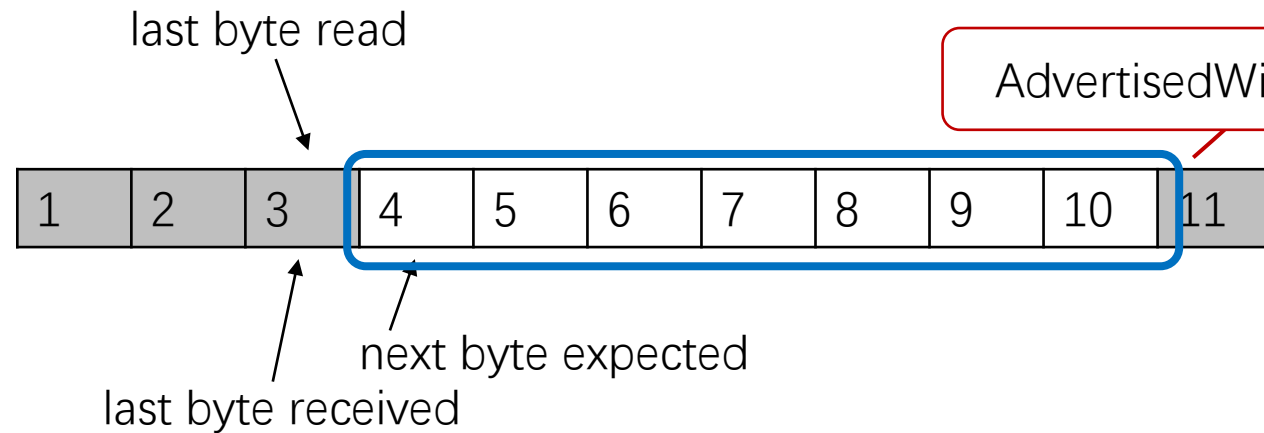 last byte read
AdvertisedWi
1 2 3 4 5 6 7 8 9 10 11
next byte expected
last byte received